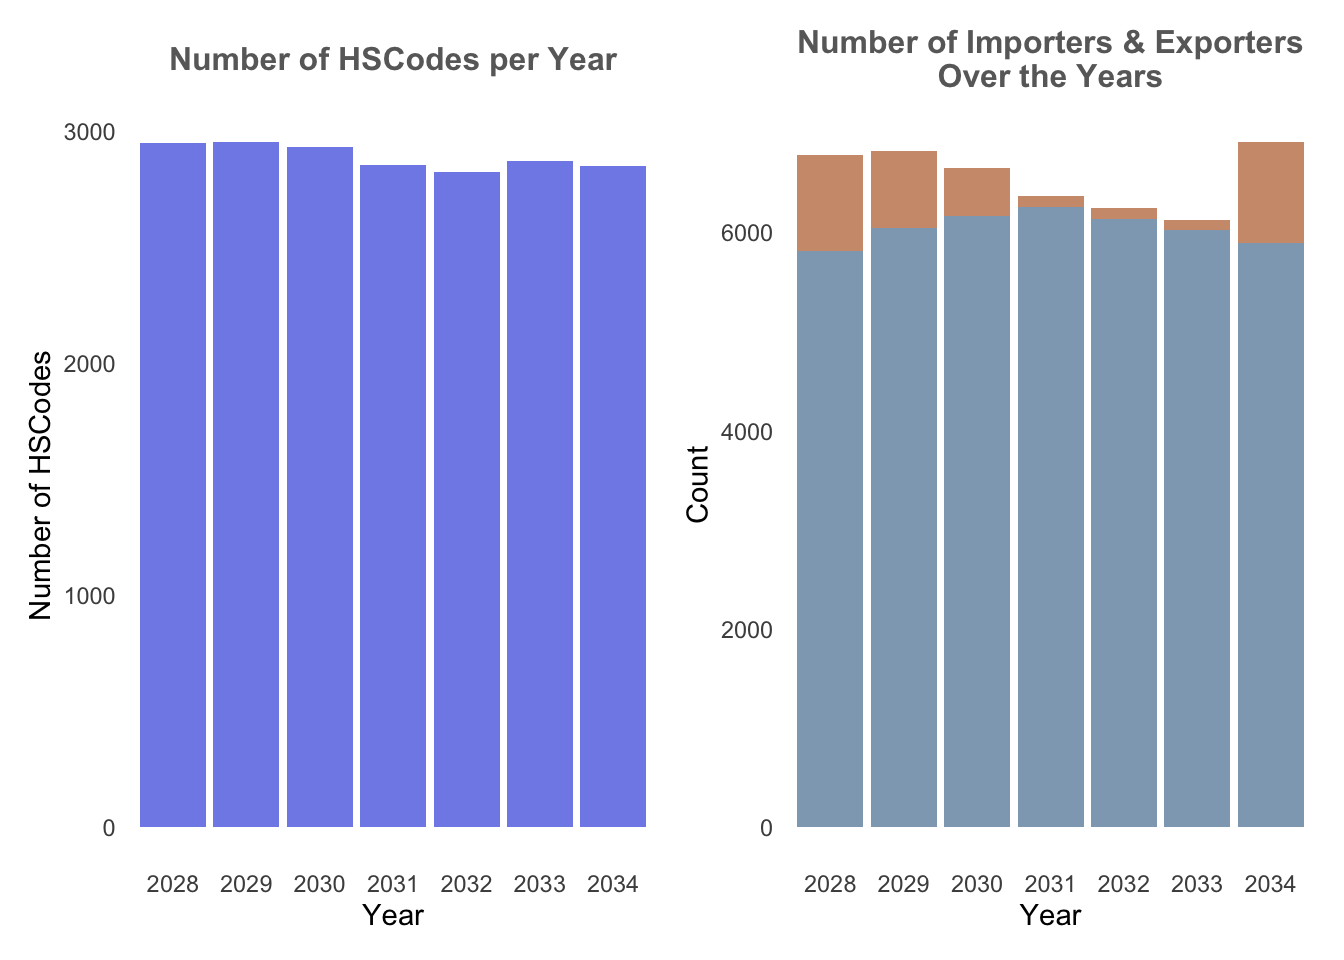 Number of HSCodes per Year
Number of HSCodes
3000
2000
1000
0
2028 2029 2030 2031 2032 2033 2034
Year
Number of Importers & Exporters
Over the Years
Count
6000
4000
2000
0
2028 2029 2030 2031 2032 2033 2034
Year